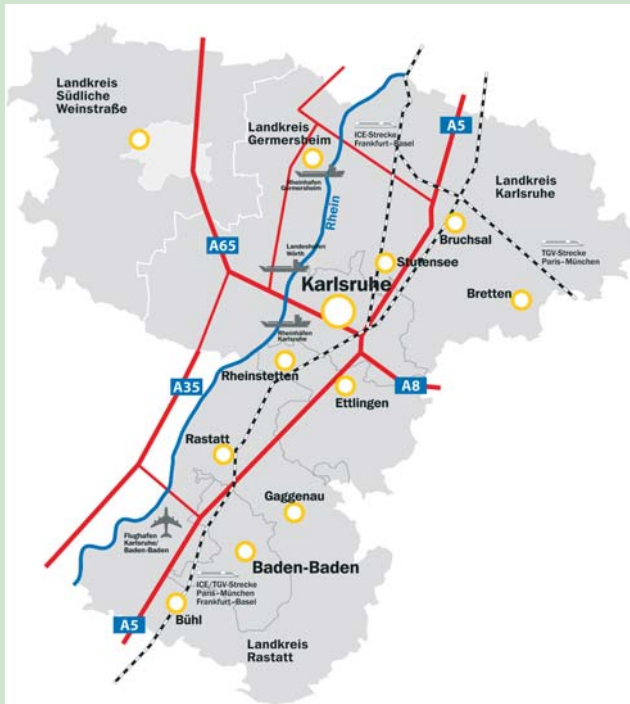 Landkreis
Südliche
Weinstraße
Landkreis
Germersheim
ICE-Strecke
Frankfurt–Basel
A5
Rheinhafen
Germersheim
Landkreis
Karlsruhe
Rhein
Bruchsal
A65
Landeshafen
Wörth
Stutensee
TGV-Strecke
Paris–München
Karlsruhe
Bretten
Rheinhäfen
Karlsruhe
Rheinstetten
A35
A8
Ettlingen
Rastatt
Gaggenau
Flughafen
Karlsruhe/
Baden-Baden
Baden-Baden
ICE/TGV-Strecke
Paris–München
Frankfurt–Basel
A5
Bühl
Landkreis
Rastatt